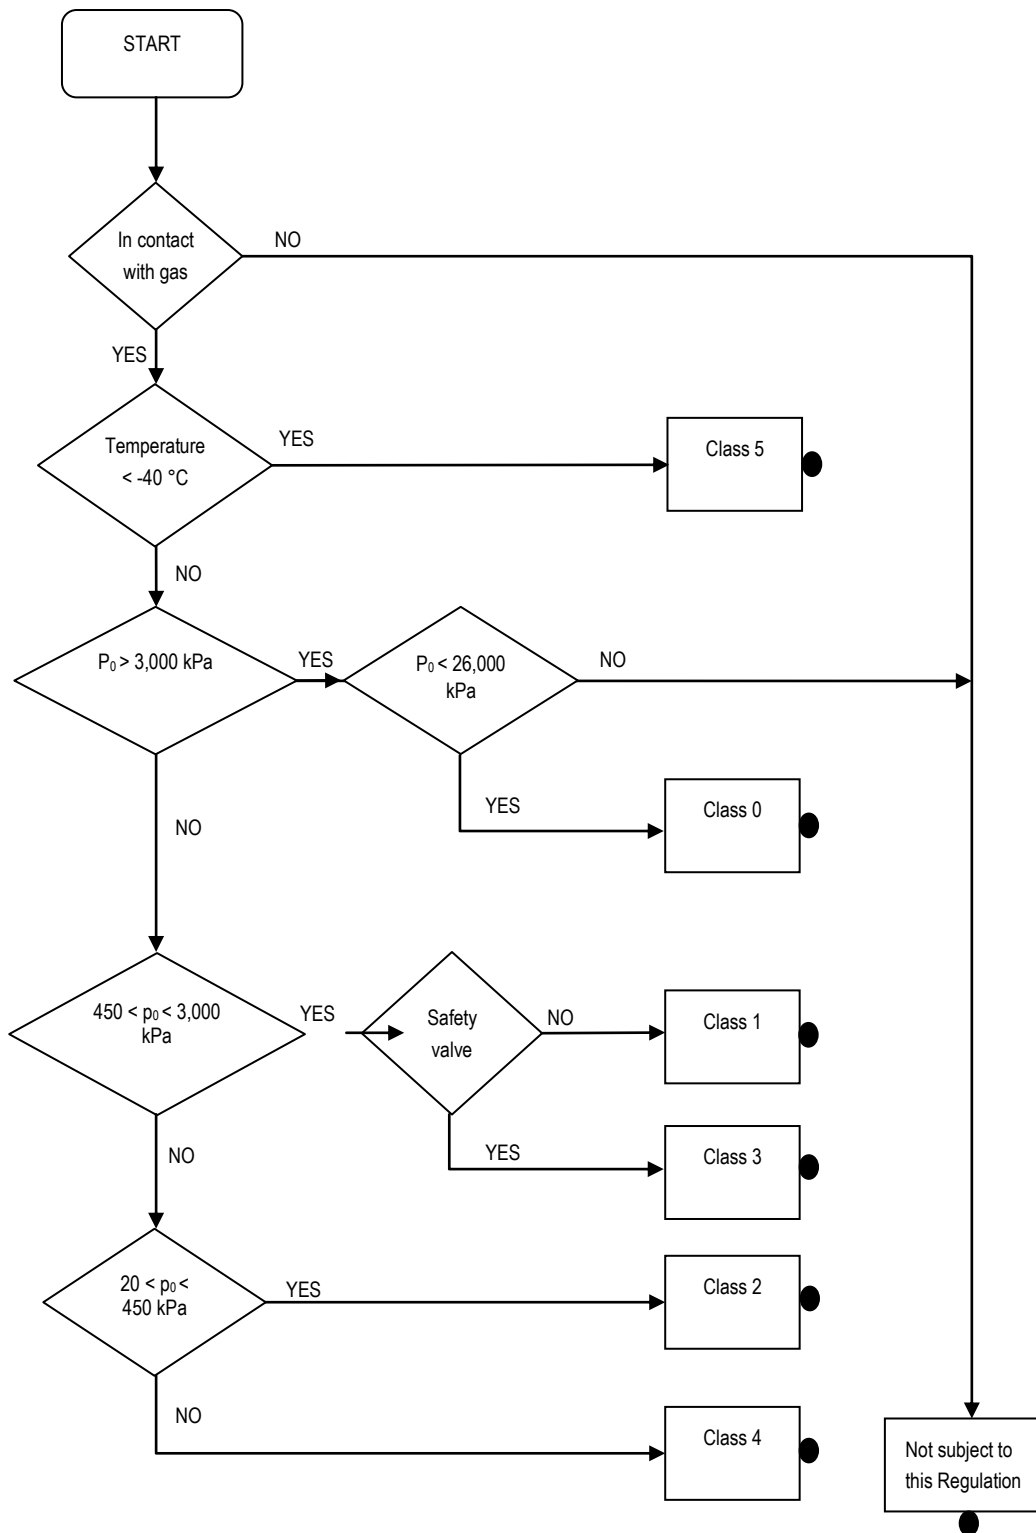 START
In contact
with gas
NO
YES
Temperature
< -40 °C
YES
Class 5
NO
P₀ > 3,000 kPa
YES
P₀ < 26,000
kPa
NO
YES
Class 0
NO
450 < p₀ < 3,000
kPa
YES
Safety
valve
NO
Class 1
YES
Class 3
NO
20 < p₀ <
450 kPa
YES
Class 2
NO
Class 4
Not subject to
this Regulation